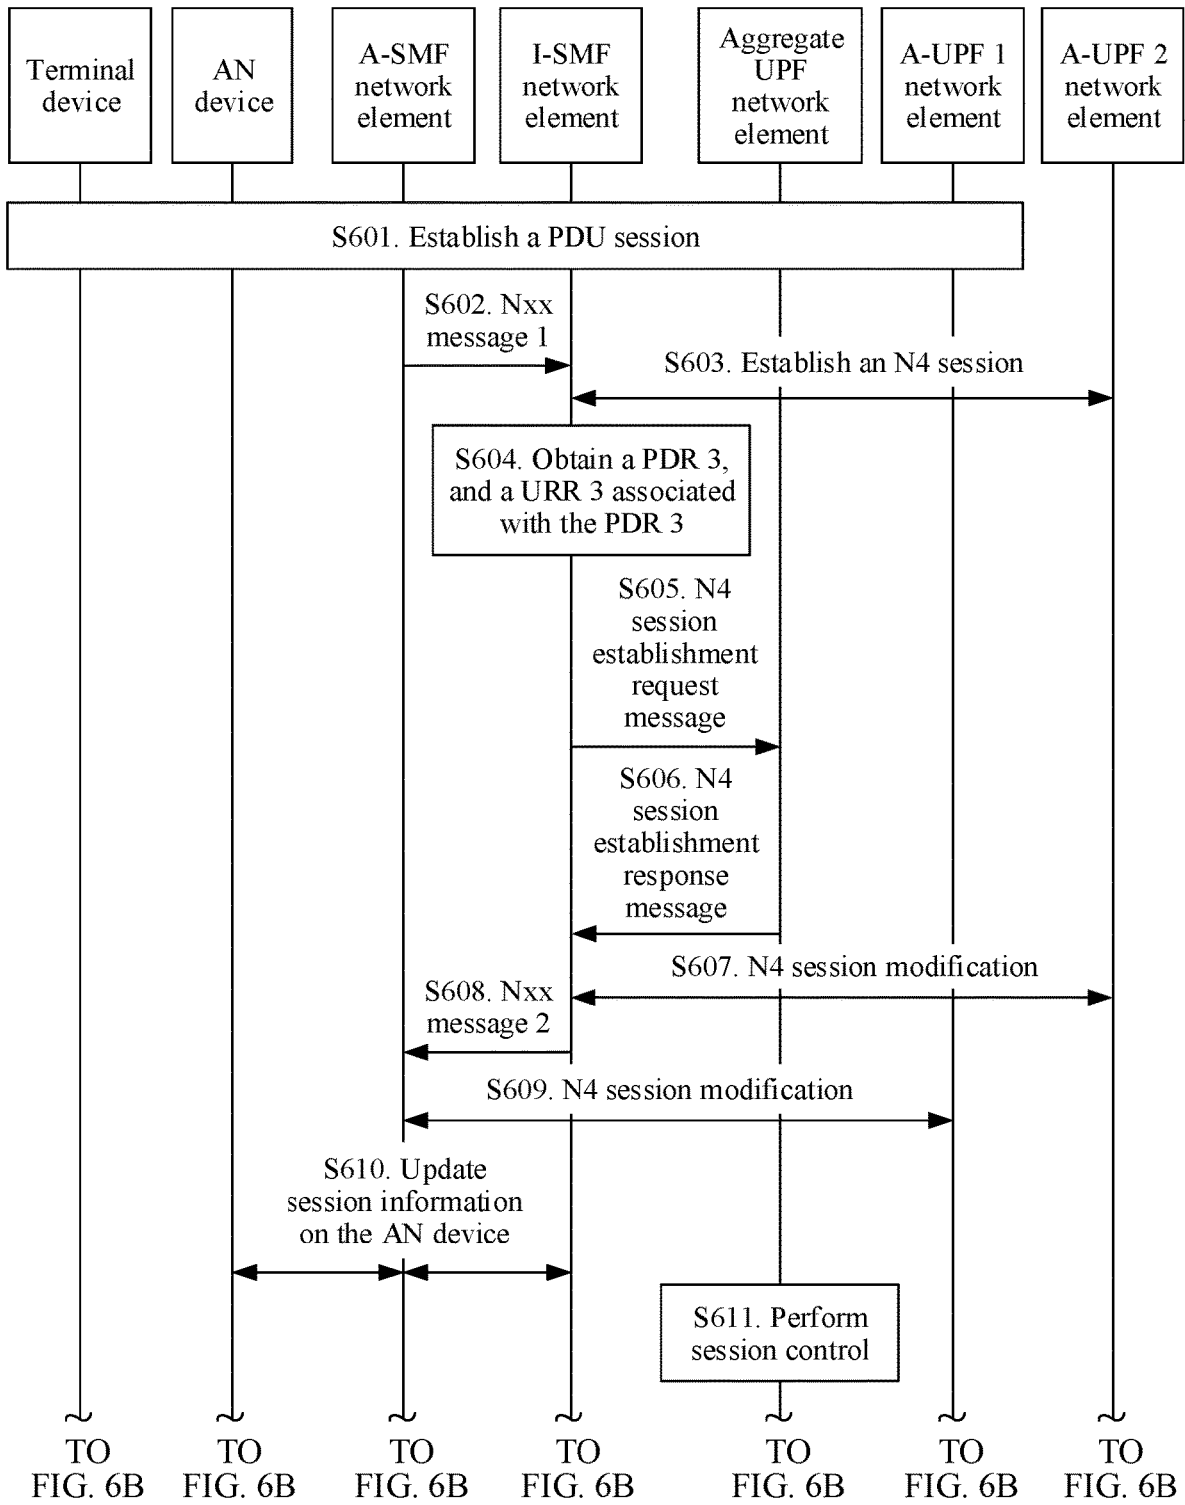 Terminal
device
AN
device
A-SMF
network
element
I-SMF
network
element
Aggregate
UPF
network
element
A-UPF 1
network
element
A-UPF 2
network
element
S601. Establish a PDU session
S602. Nxx
message 1
S603. Establish an N4 session
S604. Obtain a PDR 3,
and a URR 3 associated
with the PDR 3
S605. N4
session
establishment
request
message
S606. N4
session
establishment
response
message
S607. N4 session modification
S608. Nxx
message 2
S609. N4 session modification
S610. Update
session information
on the AN device
S611. Perform
session control
TO
FIG. 6B
TO
FIG. 6B
TO
FIG. 6B
TO
FIG. 6B
TO
FIG. 6B
TO
FIG. 6B
TO
FIG. 6B